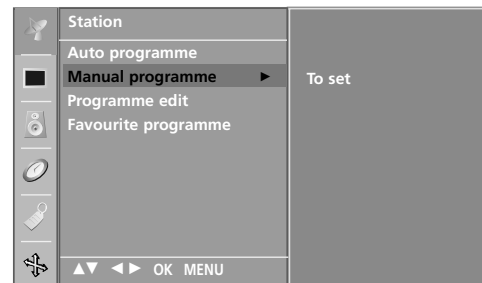 Station
Auto programme
Manual programme ►
To set
Programme edit
Favourite programme
▲▼ ◄► OK MENU